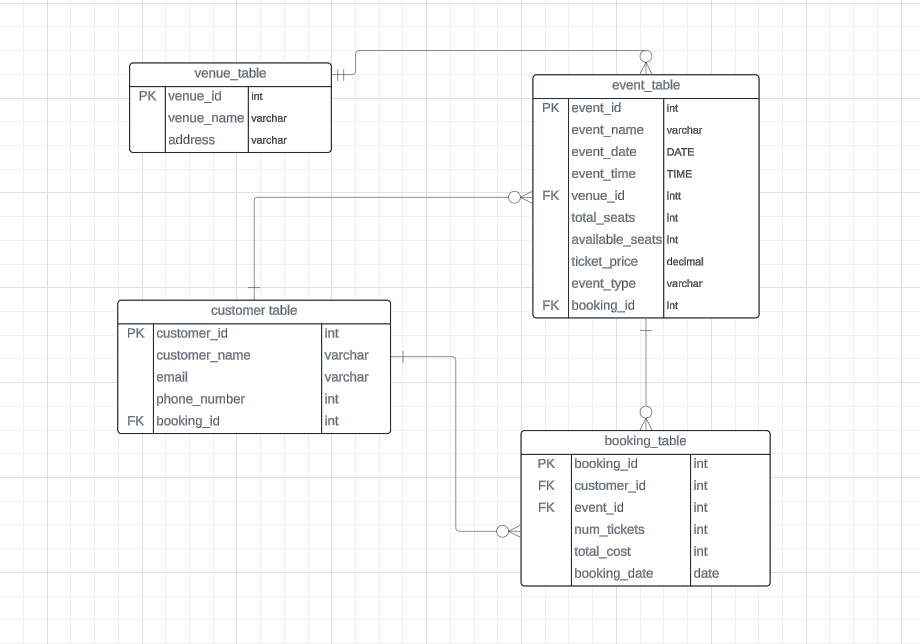 venue_table
PK venue_id int
venue_name varchar
address varchar
event_table
PK event_id int
event_name varchar
event_date DATE
event_time TIME
FK venue_id intt
total_seats int
available_seats int
ticket_price decimal
event_type varchar
FK booking_id int
customer table
PK customer_id int
customer_name varchar
email varchar
phone_number int
FK booking_id int
booking_table
PK booking_id int
FK customer_id int
FK event_id int
num_tickets int
total_cost int
booking_date date